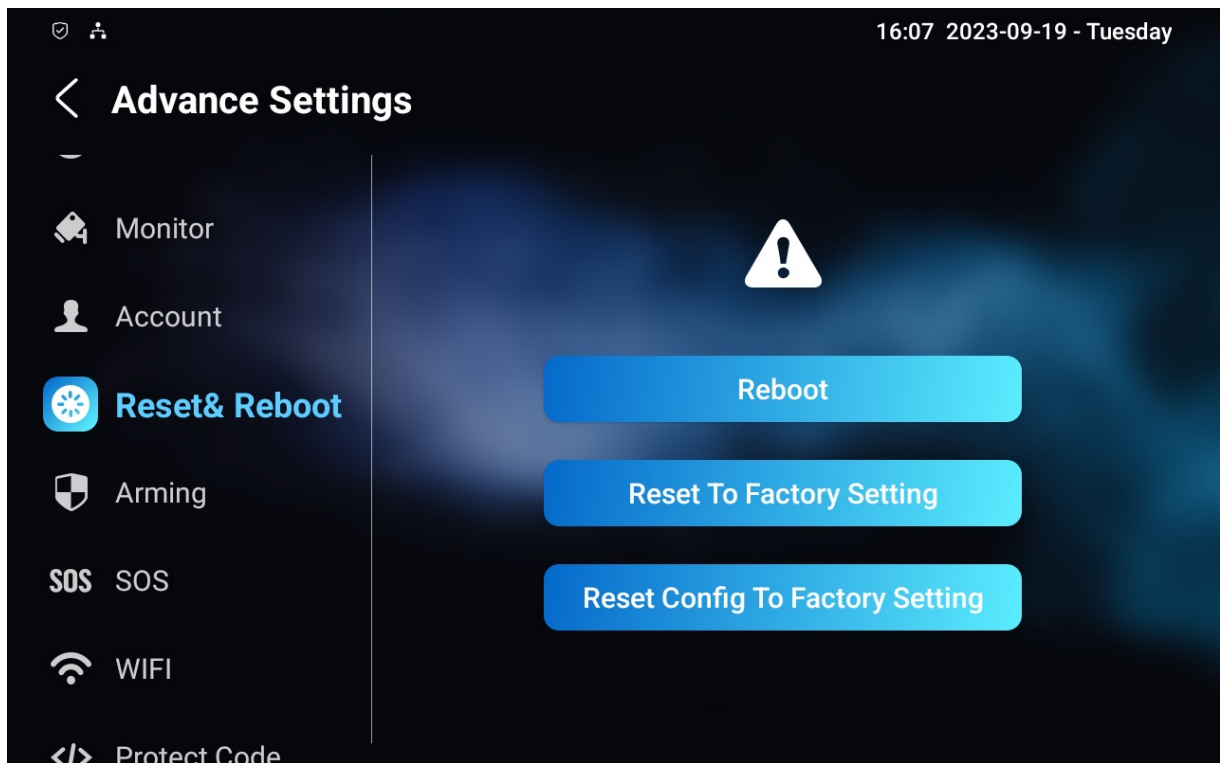 16:07 2023-09-19 - Tuesday
Advance Settings
Monitor
Account
Reset& Reboot
Arming
SOS SOS
WIFI
Protect Code
Reboot
Reset To Factory Setting
Reset Config To Factory Setting